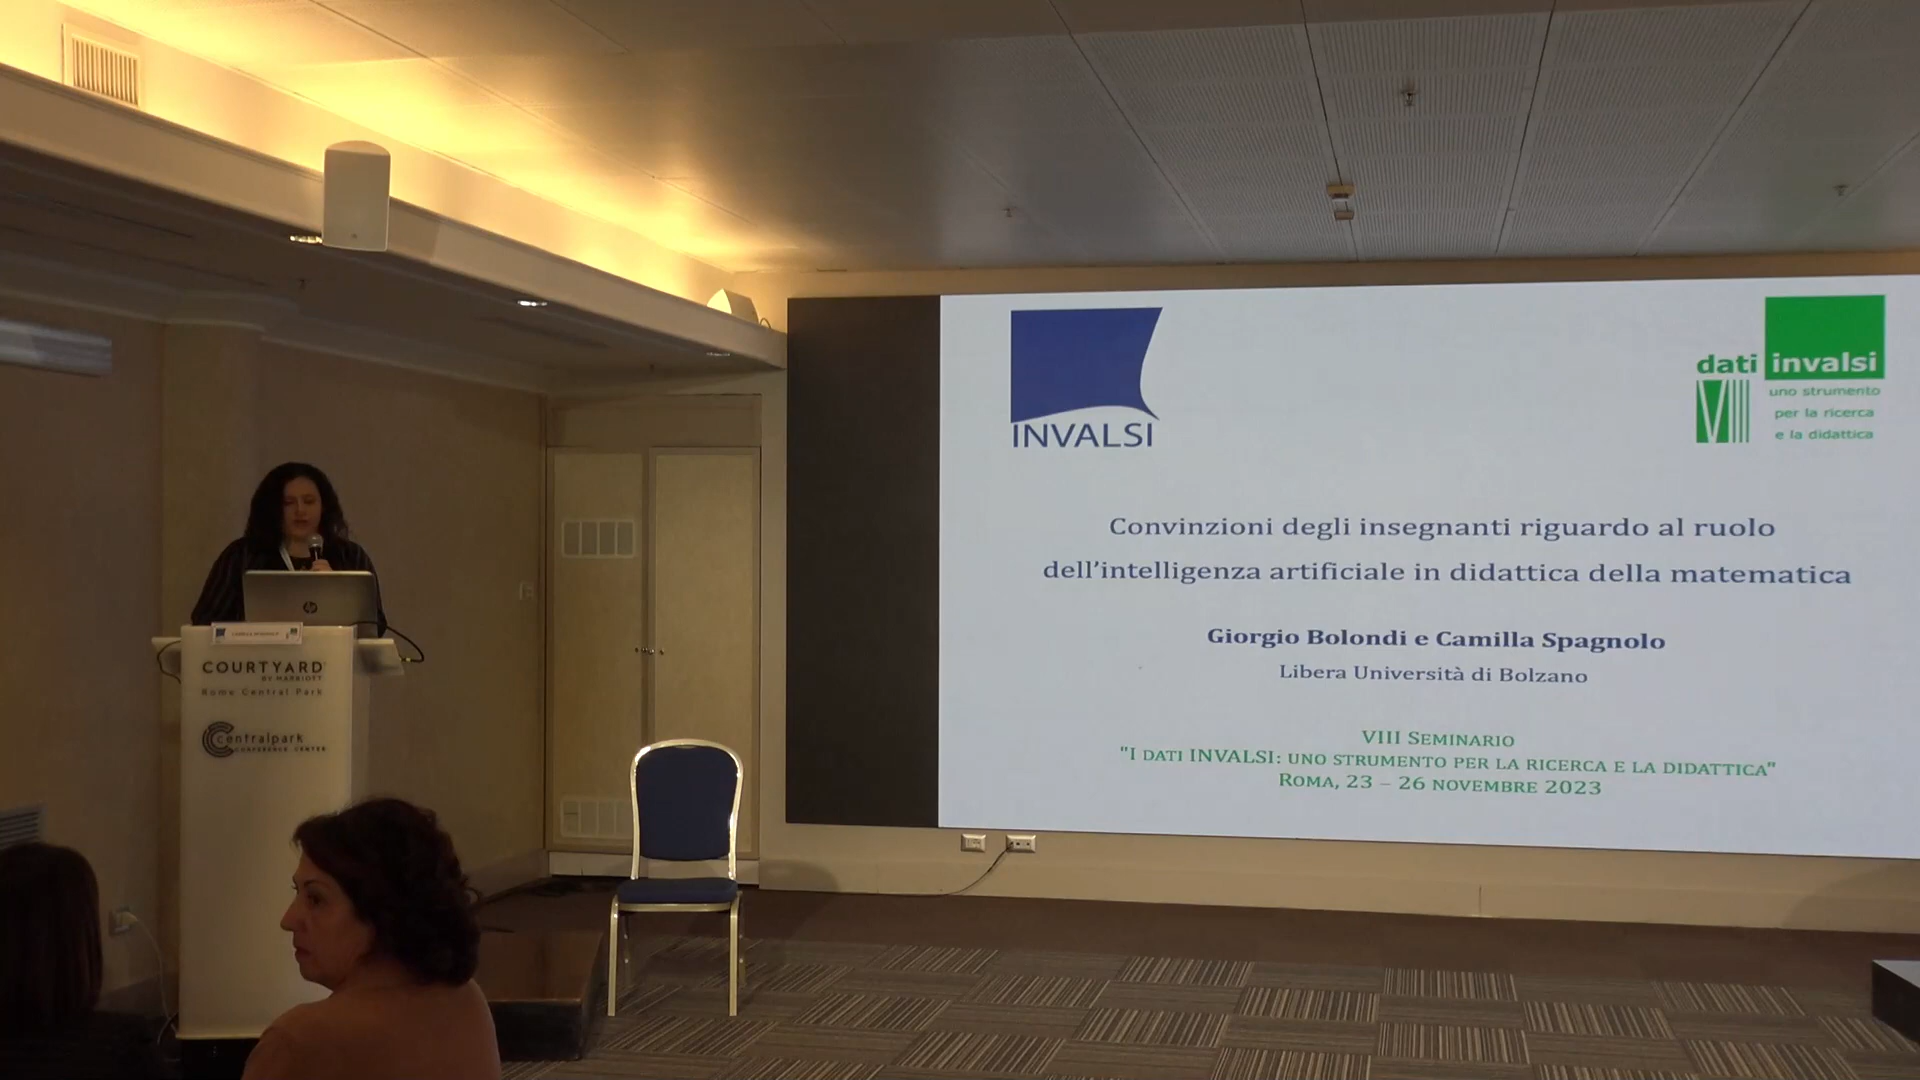 INVALSI
dati invalsi
VIII
uno strumento
per la ricerca
e la didattica
Convinzioni degli insegnanti riguardo al ruolo
dell'intelligenza artificiale in didattica della matematica
Giorgio Bolondi e Camilla Spagnolo
Libera Università di Bolzano
VIII SEMINARIO
"I DATI INVALSI: UNO STRUMENTO PER LA RICERCA E LA DIDATTICA"
ROMA, 23 – 26 NOVEMBRE 2023
hp
COURTYARD
BY MARRIOTT
Rome Central Park
centralpark
CONFERENCE CENTER